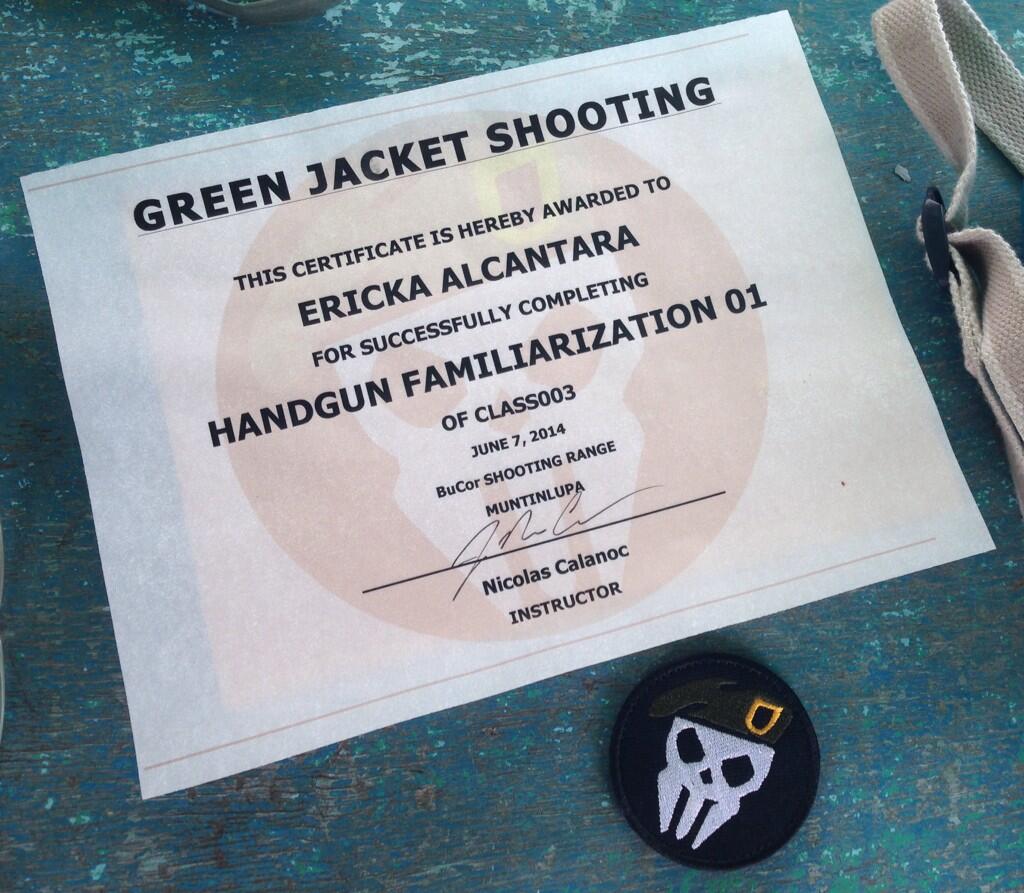 GREEN JACKET SHOOTING
THIS CERTIFICATE IS HEREBY AWARDED TO
ERICKA ALCANTARA
FOR SUCCESSFULLY COMPLETING
HANDGUN FAMILIARIZATION 01
OF CLASS003
JUNE 7, 2014
BuCor SHOOTING RANGE
MUNTINLUPA
Nicolas Calanoc
INSTRUCTOR